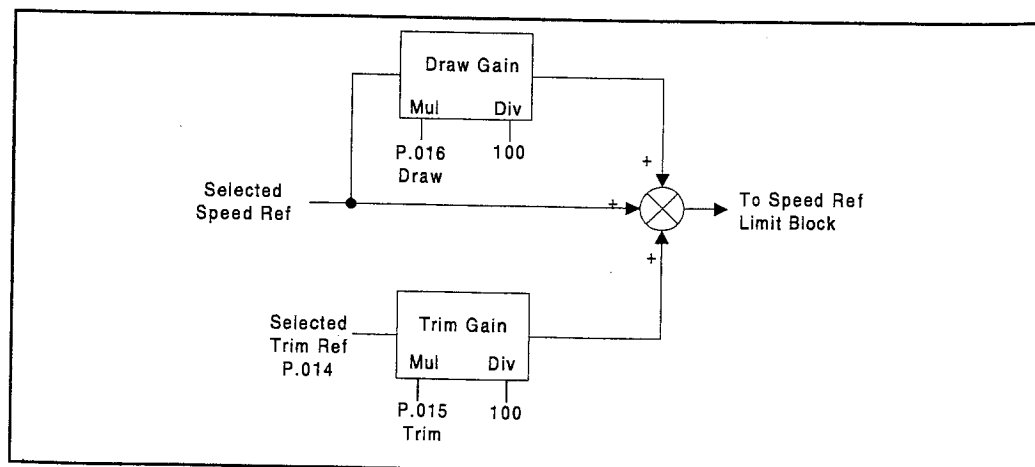 Draw Gain
Mul Div
P.016 100
Draw
+
Selected
Speed Ref
+
To Speed Ref
Limit Block
+
Selected
Trim Ref
P.014
Trim Gain
Mul Div
P.015 100
Trim